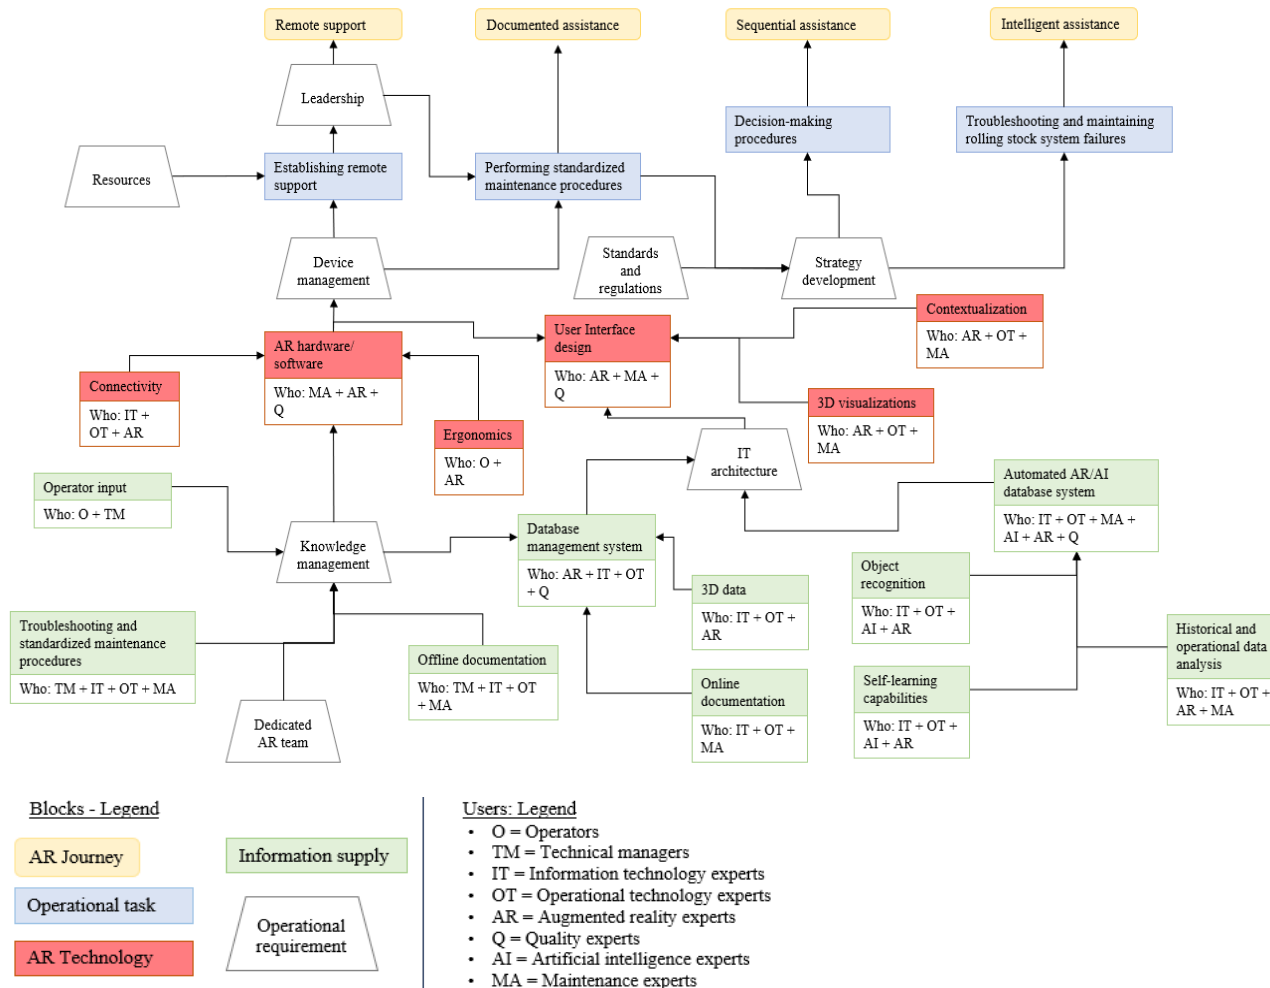 Remote support
Documented assistance
Sequential assistance
Intelligent assistance
Leadership
Decision-making
procedures
Troubleshooting and maintaining
rolling stock system failures
Resources
Establishing remote
support
Performing standardized
maintenance procedures
Device
management
Standards
and
regulations
Strategy
development
Contextualization
Who: AR + OT +
MA
AR hardware/
software
Who: MA + AR +
Q
User Interface
design
Who: AR + MA +
Q
Connectivity
Who: IT +
OT + AR
3D visualizations
Who: AR + OT +
MA
Ergonomics
Who: O +
AR
IT
architecture
Operator input
Who: O + TM
Automated AR/AI
database system
Who: IT + OT + MA +
AI + AR + Q
Knowledge
management
Database
management system
Who: AR + IT + OT
+ Q
Object
recognition
Who: IT + OT +
AI + AR
3D data
Who: IT + OT +
AR
Troubleshooting and
standardized maintenance
procedures
Who: TM + IT + OT + MA
Offline documentation
Who: TM + IT + OT
+ MA
Historical and
operational data
analysis
Who: IT + OT +
AR + MA
Online
documentation
Who: IT + OT +
MA
Self-learning
capabilities
Who: IT + OT +
AI + AR
Dedicated
AR team
Blocks - Legend
AR Journey
Operational task
AR Technology
Information supply
Operational
requirement
Users: Legend
• O = Operators
• TM = Technical managers
• IT = Information technology experts
• OT = Operational technology experts
• AR = Augmented reality experts
• Q = Quality experts
• AI = Artificial intelligence experts
• MA = Maintenance experts